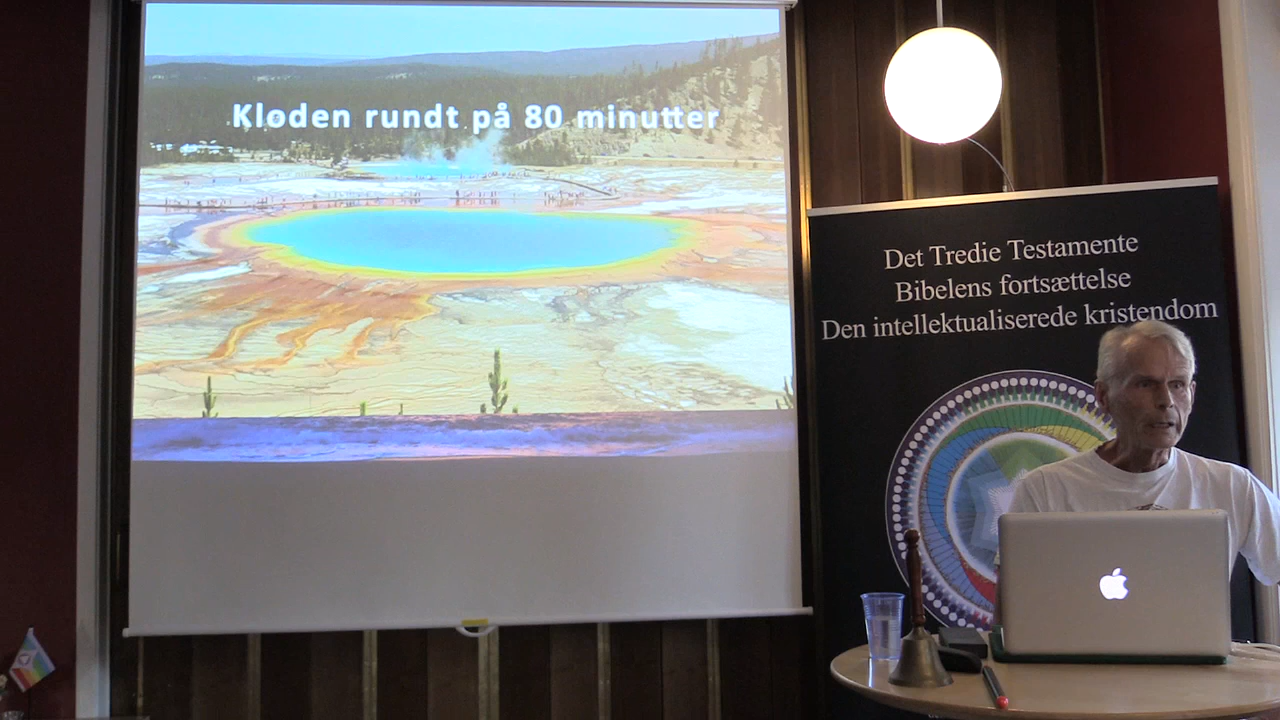 Kloden rundt på 80 minutter
Det Tredie Testamente
Bibelens fortsættelse
Den intellektualiserede kristendom